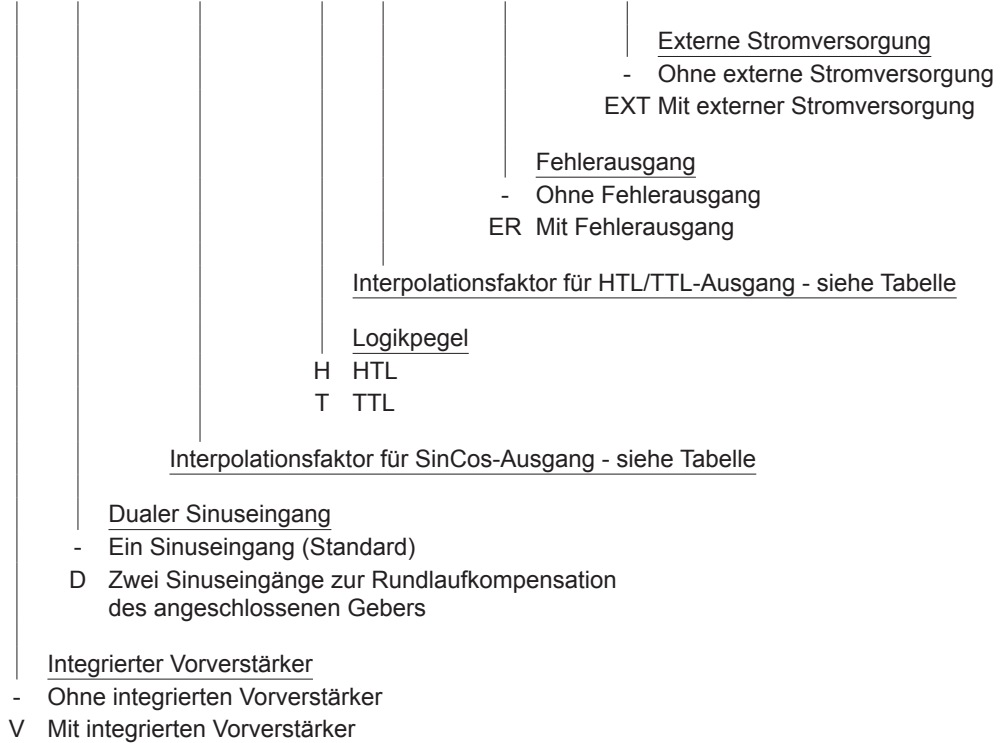 Externe Stromversorgung
- Ohne externe Stromversorgung
EXT Mit externer Stromversorgung
Fehlerausgang
- Ohne Fehlerausgang
ER Mit Fehlerausgang
Interpolationsfaktor für HTL/TTL-Ausgang - siehe Tabelle
Logikpegel
H HTL
T TTL
Interpolationsfaktor für SinCos-Ausgang - siehe Tabelle
Dualer Sinuseingang
- Ein Sinuseingang (Standard)
D Zwei Sinuseingänge zur Rundlaufkompensation
des angeschlossenen Gebers
Integrierter Vorverstärker
- Ohne integrierten Vorverstärker
V Mit integrierten Vorverstärker